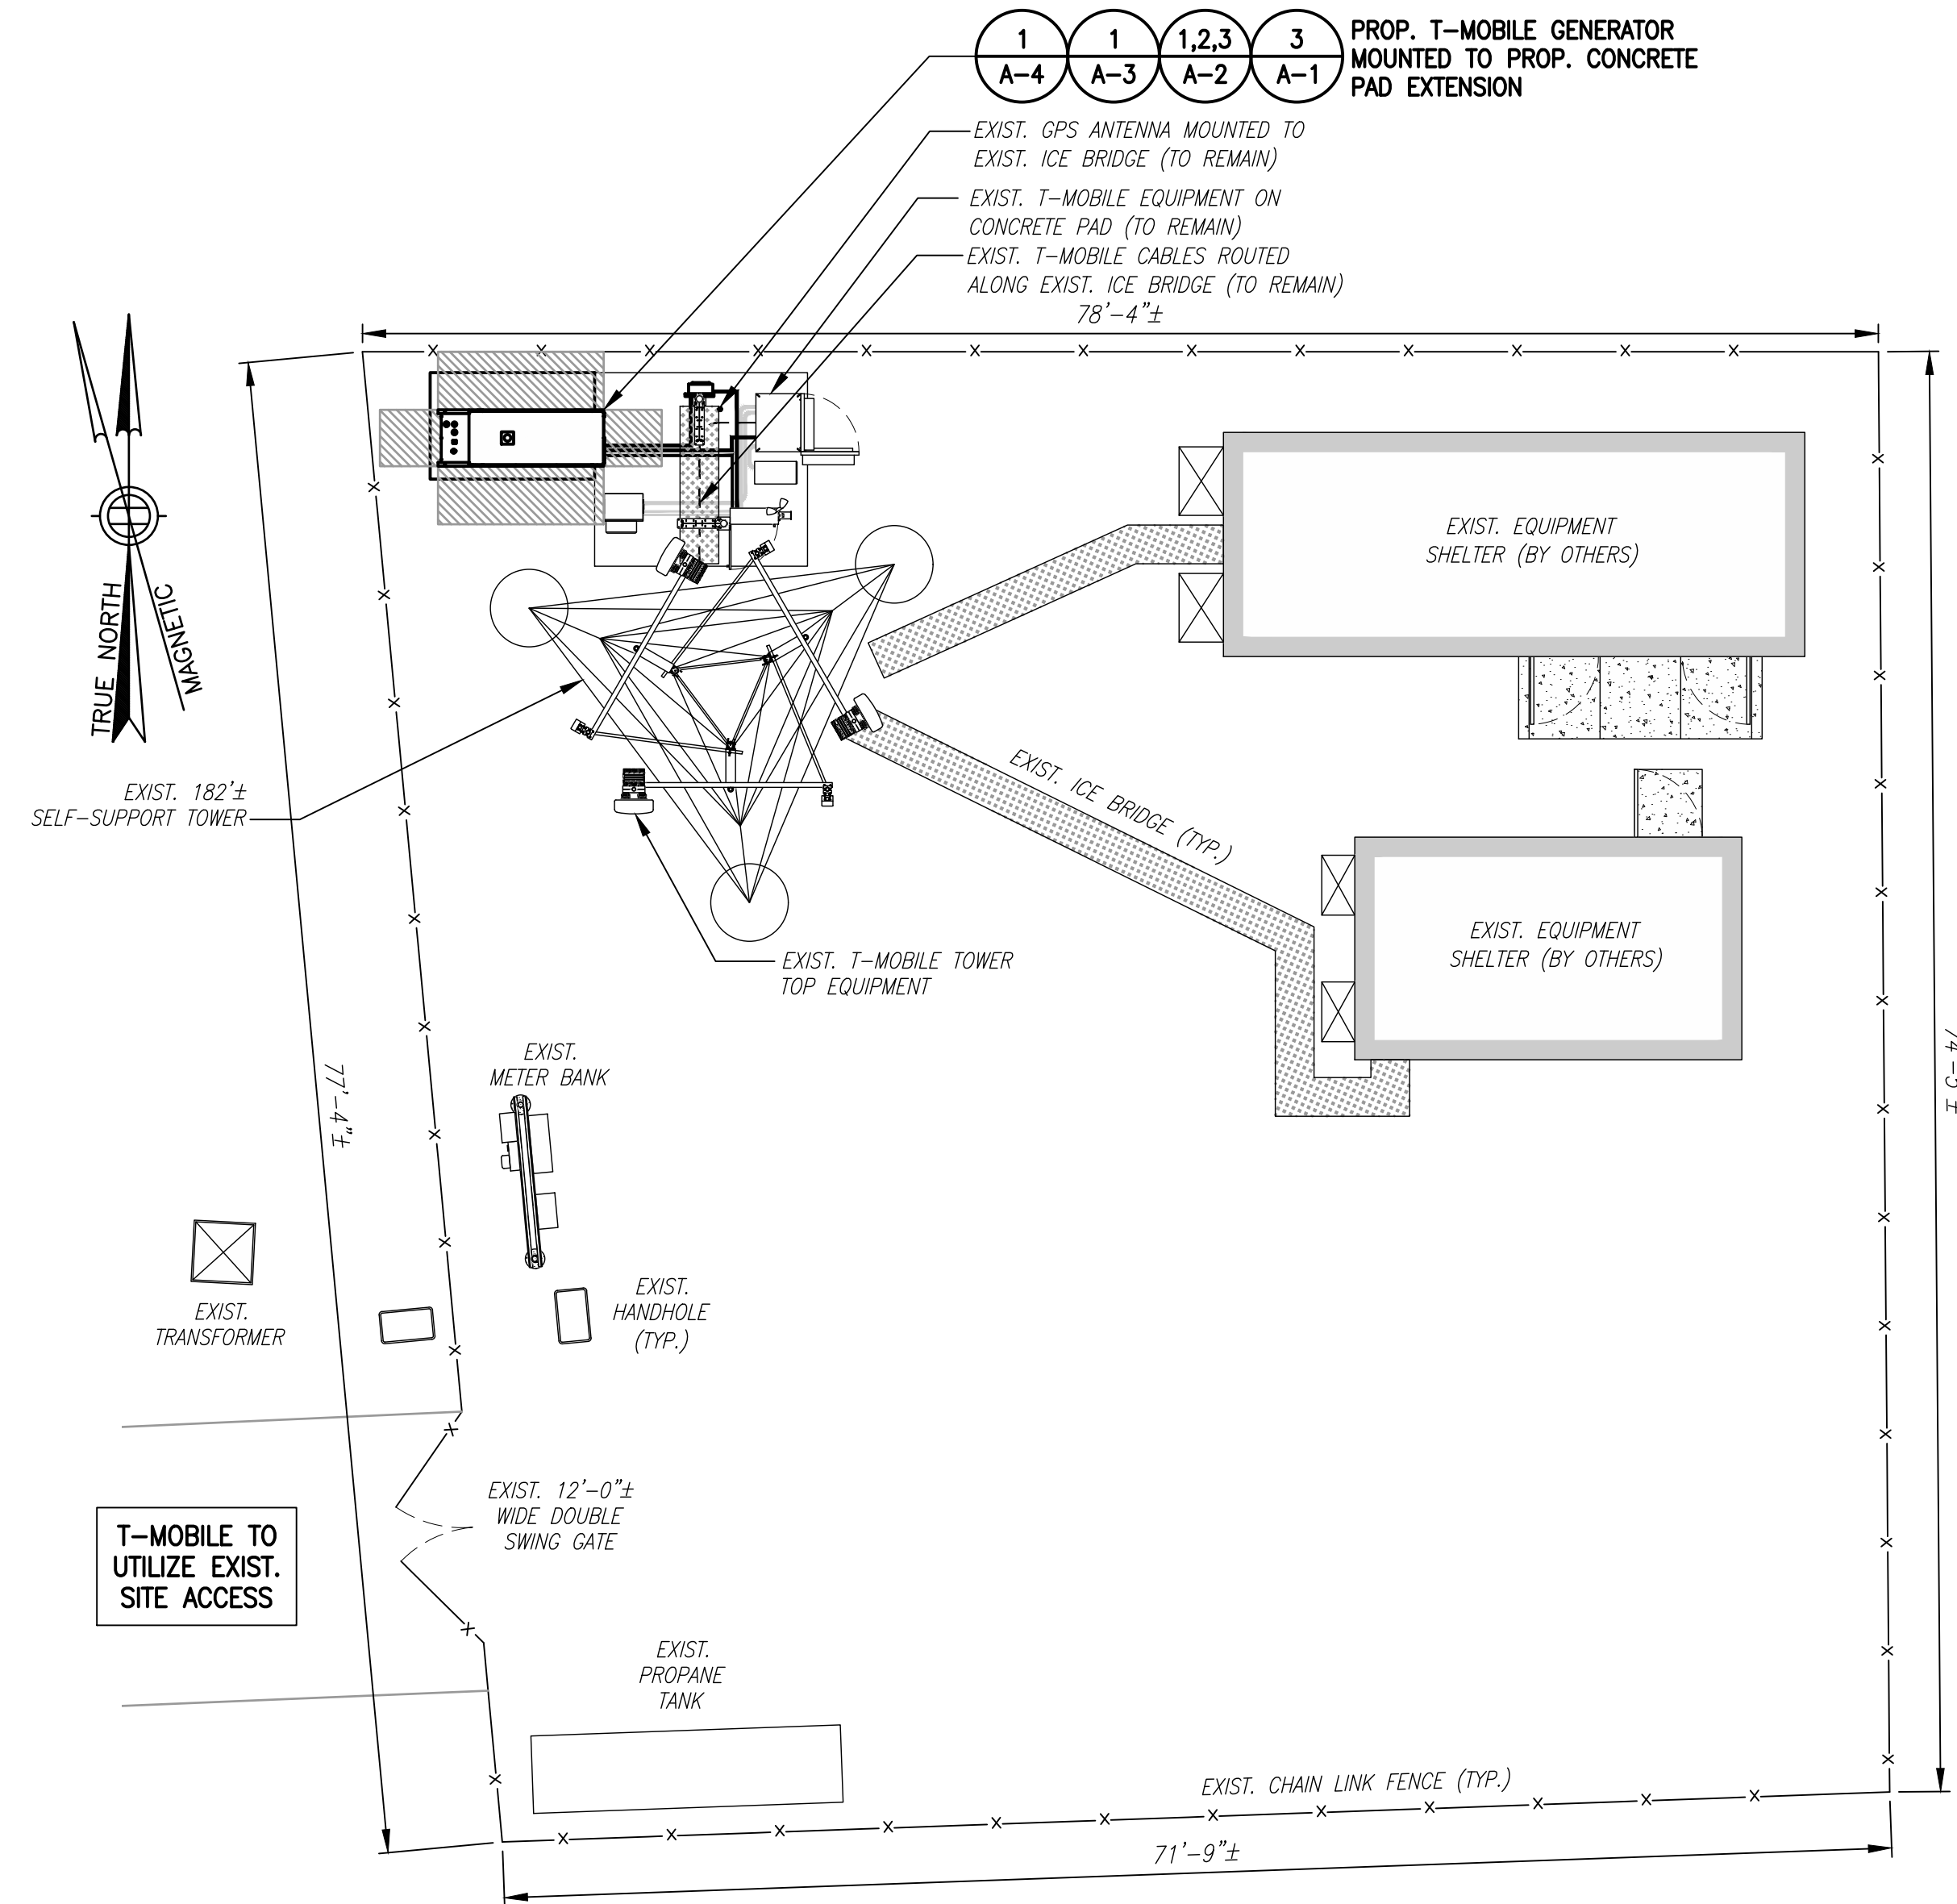 1 1 1,2,3 3
A-4 A-3 A-2 A-1
PROP. T-MOBILE GENERATOR
MOUNTED TO PROP. CONCRETE
PAD EXTENSION
EXIST. GPS ANTENNA MOUNTED TO
EXIST. ICE BRIDGE (TO REMAIN)
EXIST. T-MOBILE EQUIPMENT ON
CONCRETE PAD (TO REMAIN)
EXIST. T-MOBILE CABLES ROUTED
ALONG EXIST. ICE BRIDGE (TO REMAIN)
78'-4"±
TRUE NORTH
MAGNETIC
EXIST. EQUIPMENT
SHELTER (BY OTHERS)
EXIST. 182'±
SELF-SUPPORT TOWER
EXIST. ICE BRIDGE (TYP.)
EXIST. EQUIPMENT
SHELTER (BY OTHERS)
EXIST. T-MOBILE TOWER
TOP EQUIPMENT
EXIST.
METER BANK
77'-4"±
EXIST.
TRANSFORMER
EXIST.
HANDHOLE
(TYP.)
EXIST. 12'-0"±
WIDE DOUBLE
SWING GATE
T-MOBILE TO
UTILIZE EXIST.
SITE ACCESS
EXIST.
PROPANE
TANK
EXIST. CHAIN LINK FENCE (TYP.)
71'-9"±